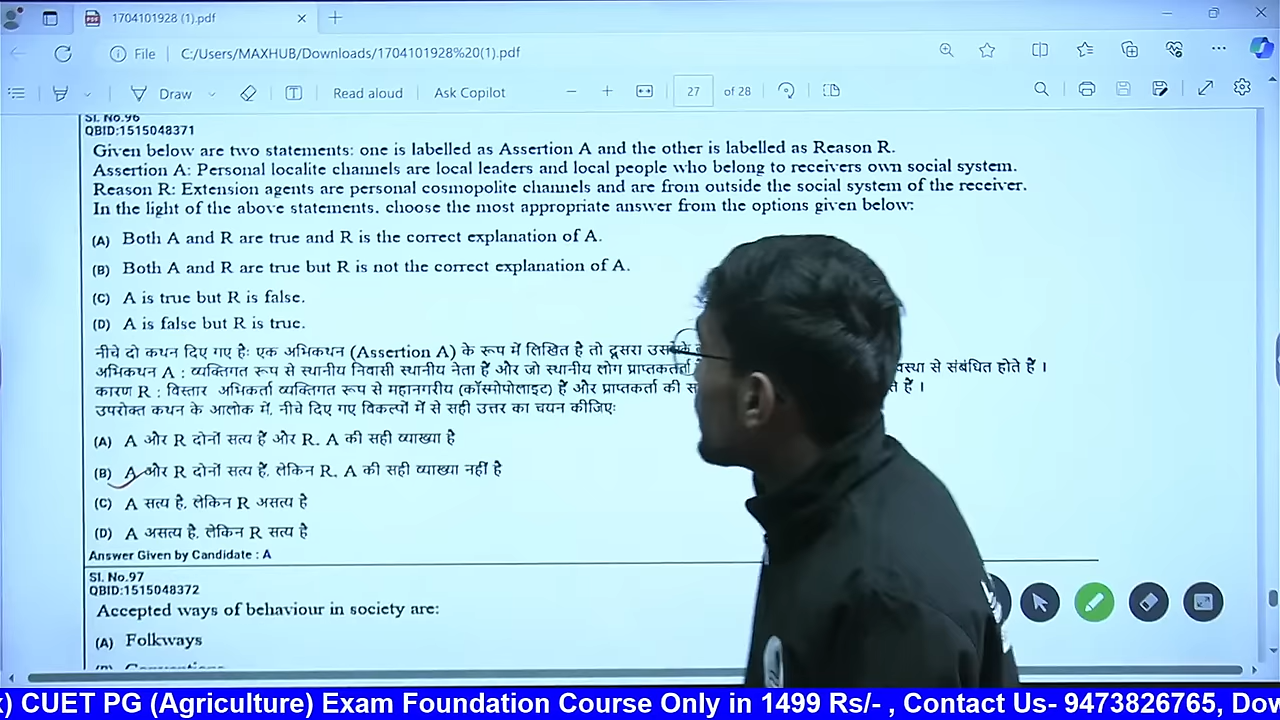 1704101928 (1).pdf
File C:/Users/MAXHUB/Downloads/1704101928%20(1).pdf
Draw Read aloud Ask Copilot 27 of 28
SI. No.96
QBID:1515048371
Given below are two statements: one is labelled as Assertion A and the other is labelled as Reason R.
Assertion A: Personal localite channels are local leaders and local people who belong to receivers own social system.
Reason R: Extension agents are personal cosmopolite channels and are from outside the social system of the receiver.
In the light of the above statements, choose the most appropriate answer from the options given below:
(A) Both A and R are true and R is the correct explanation of A.
(B) Both A and R are true but R is not the correct explanation of A.
(C) A is true but R is false.
(D) A is false but R is true.
नीचे दो कथन दिए गए है: एक अभिकथन (Assertion A) के रूप में लिखित है तो दूसरा
अभिकथन A : व्यक्तिगत रूप से स्थानीय निवासी स्थानीय नेता हैं और जो स्थानीय लोग प्राप्तकर्ता से संबंधित होते हैं ।
कारण R : विस्तार अभिकर्ता व्यक्तिगत रूप से महानगरीय (कॉस्मोपोलाइट) हैं और प्राप्तकर्ता की हैं ।
उपरोक्त कथन के आलोक में, नीचे दिए गए विकल्पों में से सही उत्तर का चयन कीजिए:
(A) A और R दोनों सत्य हैं और R, A की सही व्याख्या है
(B) A और R दोनों सत्य हैं, लेकिन R, A की सही व्याख्या नहीं है
(C) A सत्य है, लेकिन R असत्य है
(D) A असत्य है, लेकिन R सत्य है
Answer Given by Candidate : A
SI. No.97
QBID:1515048372
Accepted ways of behaviour in society are:
(A) Folkways
CUET PG (Agriculture) Exam Foundation Course Only in 1499 Rs/- , Contact Us- 9473826765,